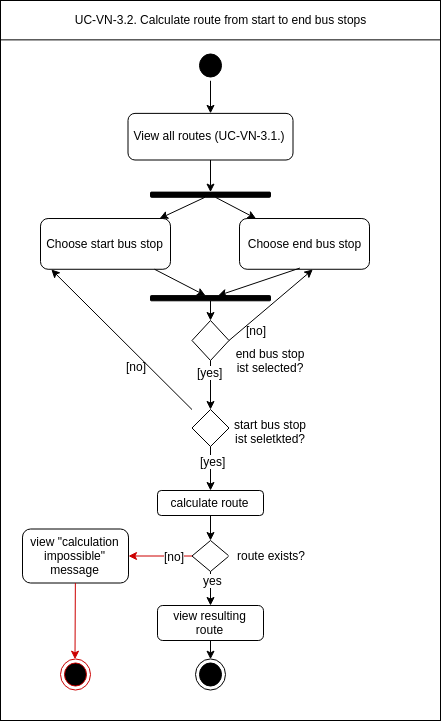 UC-VN-3.2. Calculate route from start to end bus stops
View all routes (UC-VN-3.1.)
Choose start bus stop
Choose end bus stop
[no]
end bus stop
ist selected?
[no]
[yes]
start bus stop
ist seletkted?
[yes]
calculate route
view "calculation
impossible"
message
[no]
route exists?
yes
view resulting
route